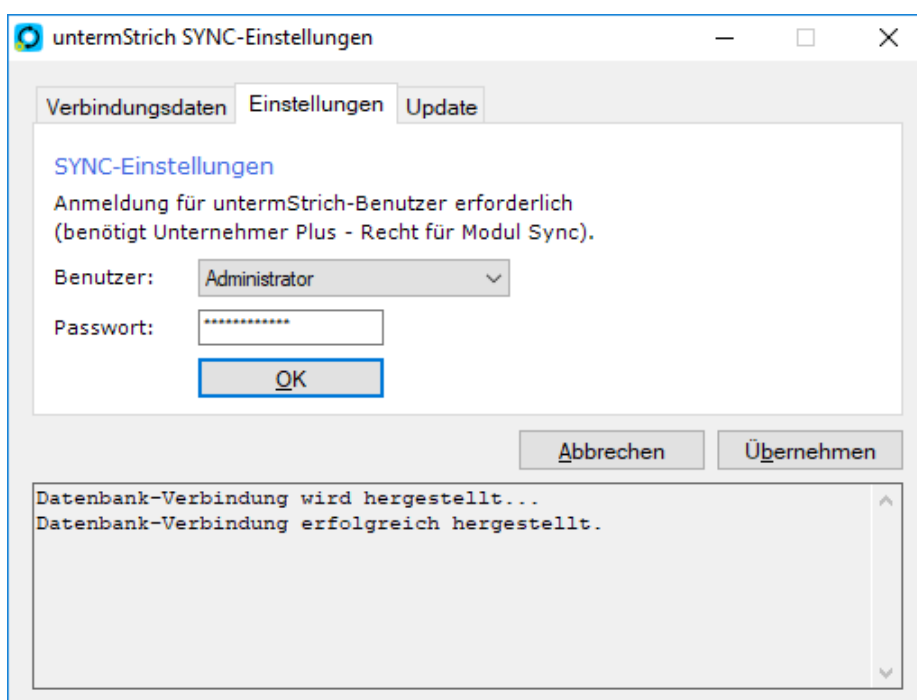 untermStrich SYNC-Einstellungen
Verbindungsdaten Einstellungen Update
SYNC-Einstellungen
Anmeldung für untermStrich-Benutzer erforderlich
(benötigt Unternehmer Plus - Recht für Modul Sync).
Benutzer: Administrator
Passwort: ************
OK
Abbrechen Übernehmen
Datenbank-Verbindung wird hergestellt...
Datenbank-Verbindung erfolgreich hergestellt.